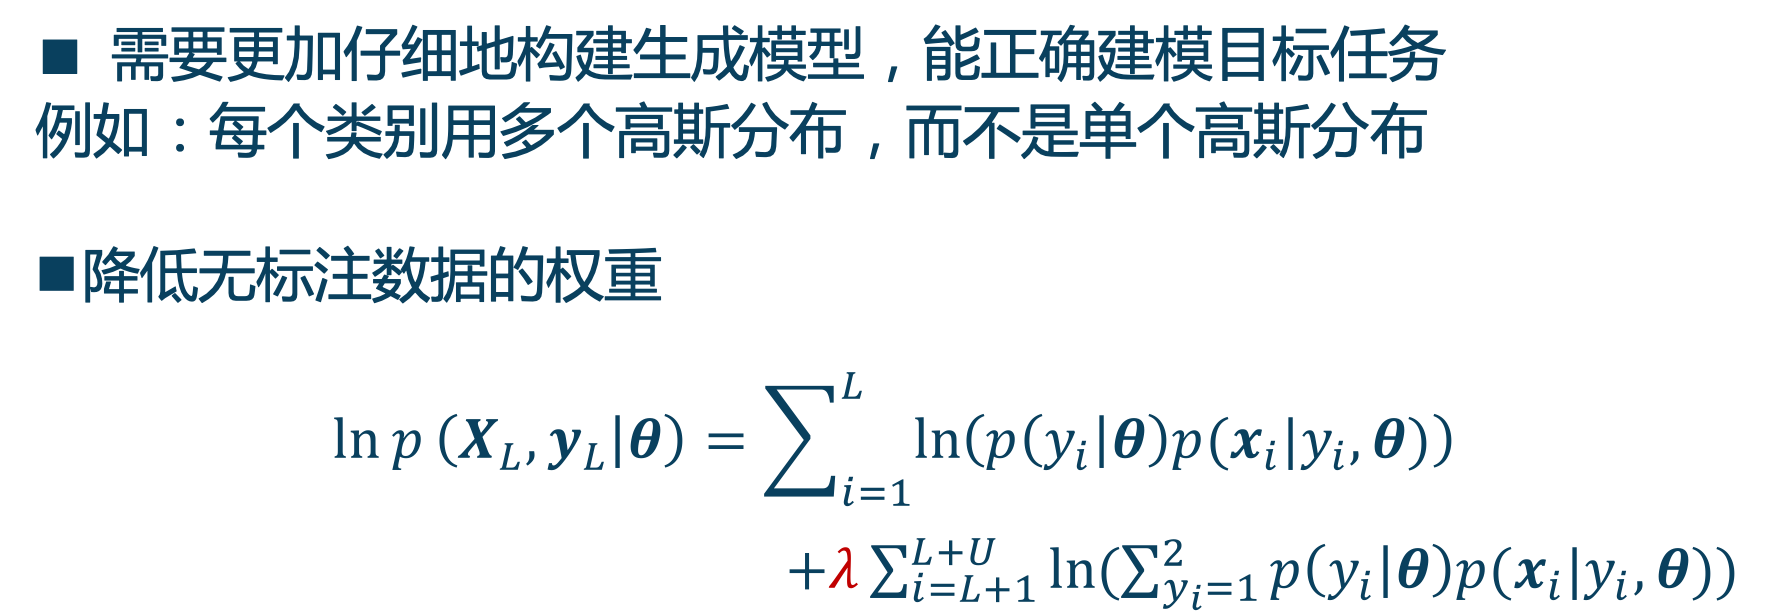 ■ 需要更加仔细地构建生成模型，能正确建模目标任务
例如：每个类别用多个高斯分布，而不是单个高斯分布
■降低无标注数据的权重
ln p (X_L, y_L|θ) = ∑_{i=1}^{L} ln(p(y_i|θ)p(x_i|y_i, θ))
+λ ∑_{i=L+1}^{L+U} ln(∑_{y_i=1}^{2} p(y_i|θ)p(x_i|y_i, θ))